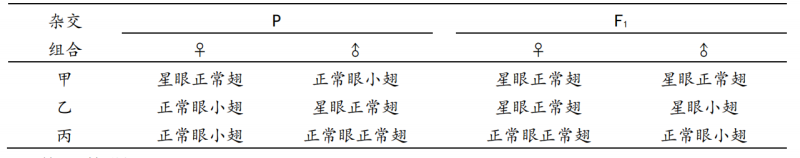 杂交 P F₁
组合 ♀ ♂ ♀ ♂
甲 星眼正常翅 正常眼小翅 星眼正常翅 星眼正常翅
乙 正常眼小翅 星眼正常翅 星眼正常翅 星眼小翅
丙 正常眼小翅 正常眼正常翅 正常眼正常翅 正常眼小翅